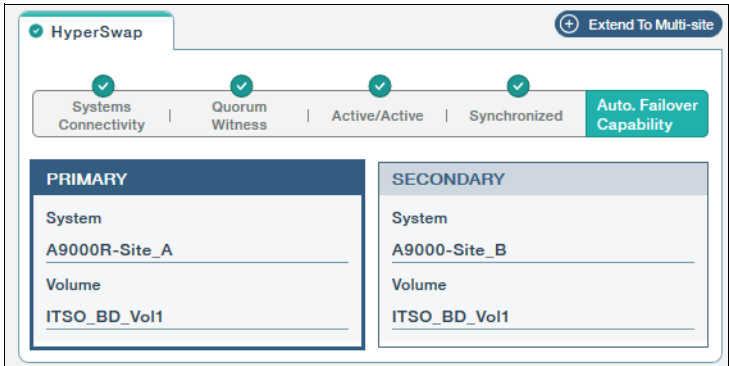 HyperSwap
Extend To Multi-site
Systems Connectivity | Quorum Witness | Active/Active | Synchronized
Auto. Failover Capability
PRIMARY
System
A9000R-Site_A
Volume
ITSO_BD_Vol1
SECONDARY
System
A9000-Site_B
Volume
ITSO_BD_Vol1